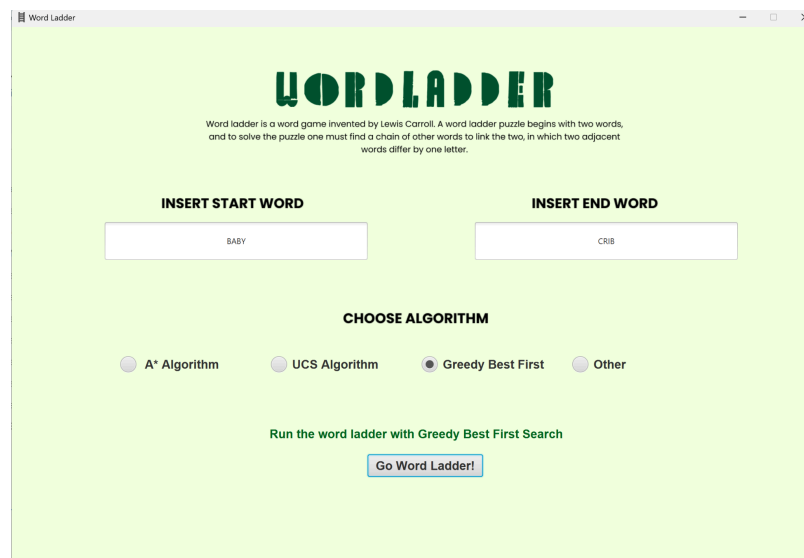 Word Ladder
WORDLADDER
Word ladder is a word game invented by Lewis Carroll. A word ladder puzzle begins with two words,
and to solve the puzzle one must find a chain of other words to link the two, in which two adjacent
words differ by one letter.
INSERT START WORD
INSERT END WORD
BABY
CRIB
CHOOSE ALGORITHM
A* Algorithm
UCS Algorithm
Greedy Best First
Other
Run the word ladder with Greedy Best First Search
Go Word Ladder!